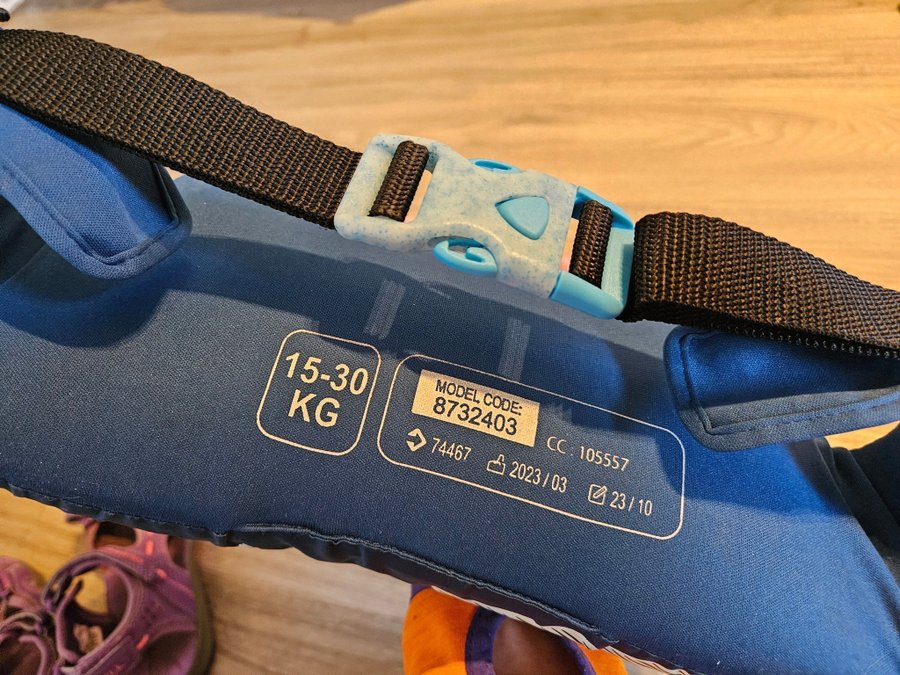 15-30
KG
MODEL CODE:
8732403
CC : 105557
74467
2023 / 03
23 / 10